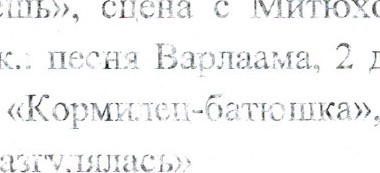 ешь», сцена с Митюхо
к.: песня Варлаама, 2 д
«Кормилец-батюшка»,
азгулялась»